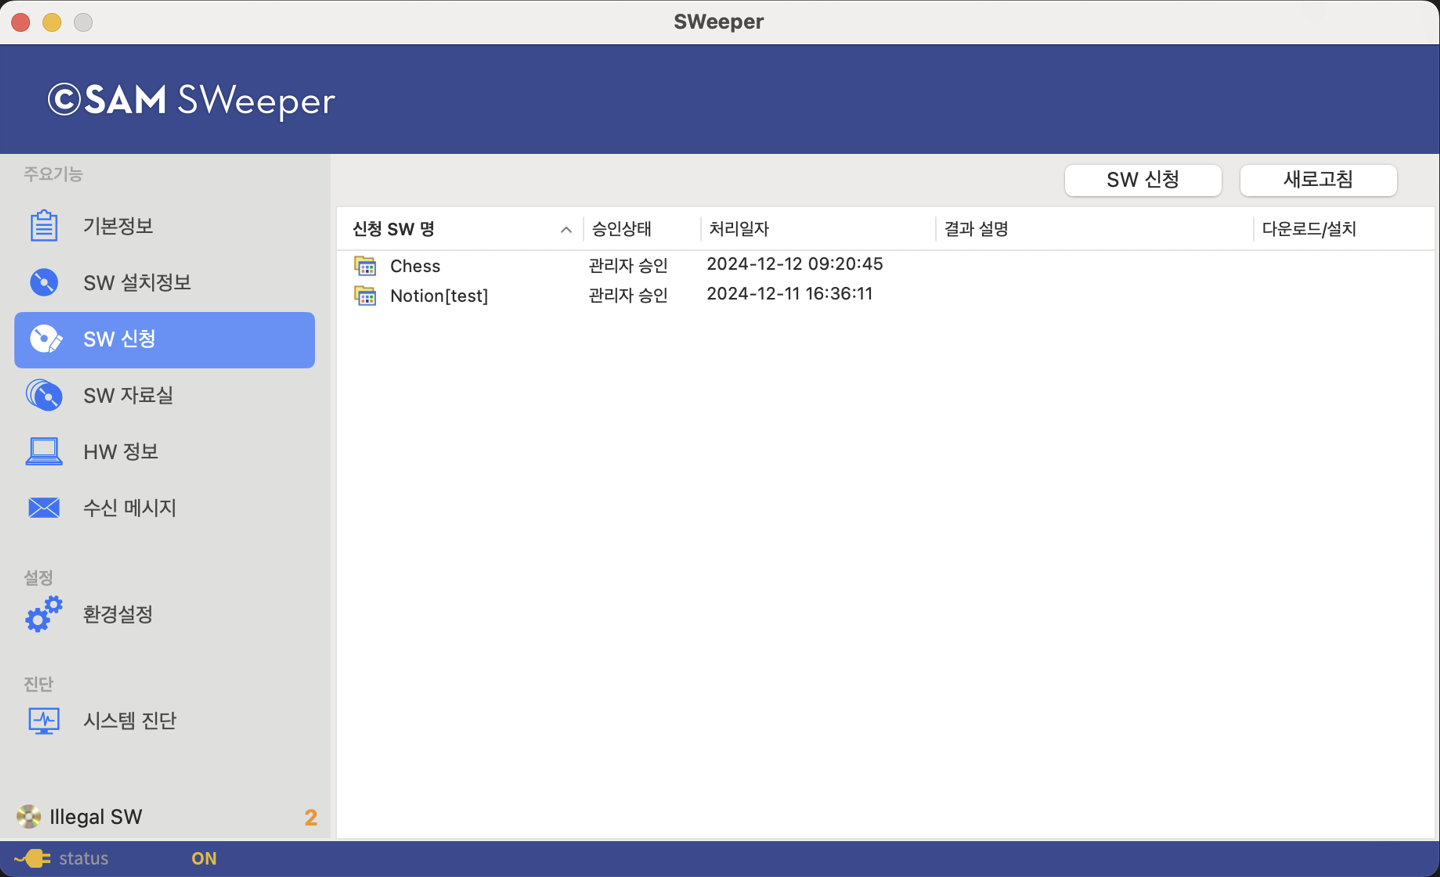 SWeeper
©SAM SWeeper
주요기능
기본정보
SW 설치정보
SW 신청
SW 자료실
HW 정보
수신 메시지
설정
환경설정
진단
시스템 진단
Illegal SW 2
SW 신청 새로고침
신청 SW 명 승인상태 처리일자 결과 설명 다운로드/설치
Chess 관리자 승인 2024-12-12 09:20:45
Notion[test] 관리자 승인 2024-12-11 16:36:11
status ON